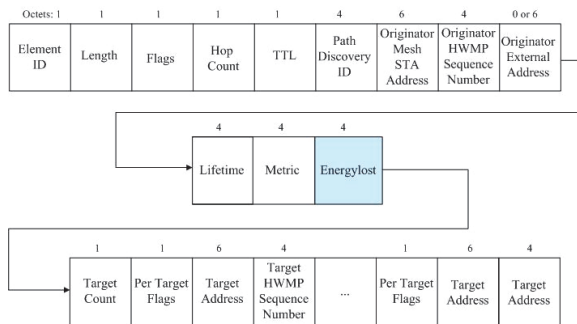 Octets: 1 1 1 1 1 4 6 4 0 or 6
Element ID
Length
Flags
Hop Count
TTL
Path Discovery ID
Originator Mesh STA Address
Originator HWMP Sequence Number
Originator External Address
4 4 4
Lifetime
Metric
Energylost
1 1 6 4 1 6 4
Target Count
Per Target Flags
Target Address
Target HWMP Sequence Number
...
Per Target Flags
Target Address
Target Address